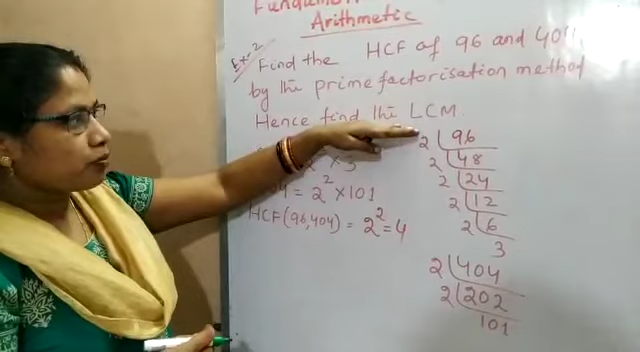 Arithmetic
Ex-2
Find the HCF of 96 and 404
by the prime factorisation method
Hence find the LCM.
2 × 3
= 2² × 101
HCF(96,404) = 2² = 4
2 96
2 48
2 24
2 12
2 6
3
2 404
2 202
101